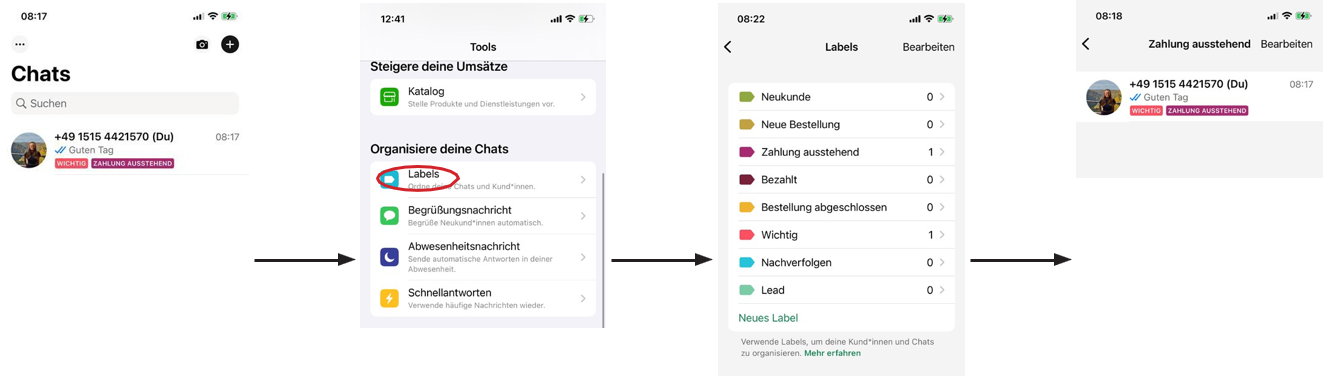 08:17
Chats
Suchen
+49 1515 4421570 (Du)
08:17
Guten Tag
WICHTIG ZAHLUNG AUSSTEHEND
12:41
Tools
Steigere deine Umsätze
Katalog
Stelle Produkte und Dienstleistungen vor.
Organisiere deine Chats
Labels
Ordne deine Chats und Kund*innen.
Begrüßungsnachricht
Begrüße Neukund*innen automatisch.
Abwesenheitsnachricht
Sende automatische Antworten in deiner
Abwesenheit.
Schnellantworten
Verwende häufige Nachrichten wieder.
08:22
Labels Bearbeiten
Neukunde 0
Neue Bestellung 0
Zahlung ausstehend 1
Bezahlt 0
Bestellung abgeschlossen 0
Wichtig 1
Nachverfolgen 0
Lead 0
Neues Label
Verwende Labels, um deine Kund*innen und Chats
zu organisieren. Mehr erfahren
08:18
Zahlung ausstehend Bearbeiten
+49 1515 4421570 (Du)
08:17
Guten Tag
WICHTIG ZAHLUNG AUSSTEHEND